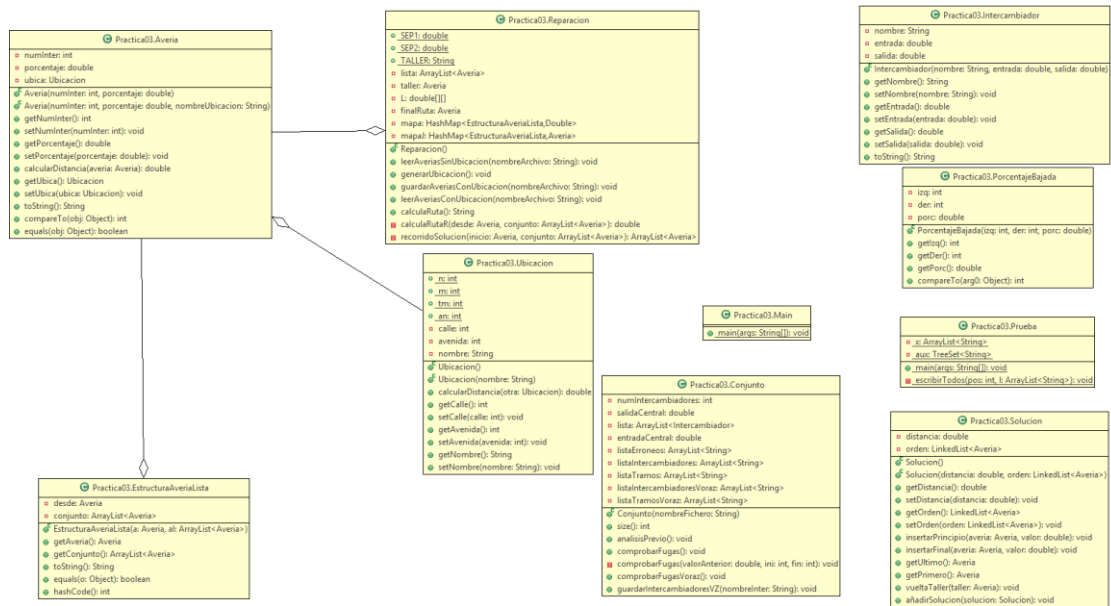 Practica03.Averia
numInter: int
porcentaje: double
ubica: Ubicacion
Averia(numInter: int, porcentaje: double)
Averia(numInter: int, porcentaje: double, nombreUbicacion: String)
getNumInter(): int
setNumInter(numInter: int): void
getPorcentaje(): double
setPorcentaje(porcentaje: double): void
calcularDistancia(averia: Averia): double
getUbica(): Ubicacion
setUbica(ubica: Ubicacion): void
toString(): String
compareTo(obj: Object): int
equals(obj: Object): boolean
Practica03.Reparacion
SEP1: double
SEP2: double
TALLER: String
lista: ArrayList<Averia>
taller: Averia
L: double[][]
finalRuta: Averia
mapa: HashMap<EstructuraAveriaLista,Double>
mapaJ: HashMap<EstructuraAveriaLista,Averia>
Reparacion()
leerAveriasSinUbicacion(nombreArchivo: String): void
generarUbicacion(): void
guardarAveriasConUbicacion(nombreArchivo: String): void
leerAveriasConUbicacion(nombreArchivo: String): void
calculaRuta(): String
calculaRutaR(desde: Averia, conjunto: ArrayList<Averia>): double
recorridoSolucion(inicio: Averia, conjunto: ArrayList<Averia>): ArrayList<Averia>
Practica03.Intercambiador
nombre: String
entrada: double
salida: double
Intercambiador(nombre: String, entrada: double, salida: double)
getNombre(): String
setNombre(nombre: String): void
getEntrada(): double
setEntrada(entrada: double): void
getSalida(): double
setSalida(salida: double): void
toString(): String
Practica03.PorcentajeBajada
izq: int
der: int
porc: double
PorcentajeBajada(izq: int, der: int, porc: double)
getIzq(): int
getDer(): int
getPorc(): double
compareTo(arg0: Object): int
Practica03.Ubicacion
n: int
m: int
tm: int
an: int
calle: int
avenida: int
nombre: String
Ubicacion()
Ubicacion(nombre: String)
calcularDistancia(otra: Ubicacion): double
getCalle(): int
setCalle(calle: int): void
getAvenida(): int
setAvenida(avenida: int): void
getNombre(): String
setNombre(nombre: String): void
Practica03.Main
main(args: String[]): void
Practica03.Prueba
x: ArrayList<String>
aux: TreeSet<String>
main(args: String[]): void
escribirTodos(pos: int, l: ArrayList<String>): void
Practica03.Conjunto
numIntercambiadores: int
salidaCentral: double
lista: ArrayList<Intercambiador>
entradaCentral: double
listaErroneos: ArrayList<String>
listaIntercambiadores: ArrayList<String>
listaTramos: ArrayList<String>
listaIntercambiadoresVoraz: ArrayList<String>
listaTramosVoraz: ArrayList<String>
Conjunto(nombreFichero: String)
size(): int
analisisPrevio(): void
comprobarFugas(): void
comprobarFugas(valorAnterior: double, ini: int, fin: int): void
comprobarFugasVoraz(): void
guardarIntercambiadoresVZ(nombreInter: String): void
Practica03.Solucion
distancia: double
orden: LinkedList<Averia>
Solucion()
Solucion(distancia: double, orden: LinkedList<Averia>)
getDistancia(): double
setDistancia(distancia: double): void
getOrden(): LinkedList<Averia>
setOrden(orden: LinkedList<Averia>): void
insertarPrincipio(averia: Averia, valor: double): void
insertarFinal(averia: Averia, valor: double): void
getUltimo(): Averia
getPrimero(): Averia
vueltaTaller(taller: Averia): void
añadirSolucion(solucion: Solucion): void
Practica03.EstructuraAveriaLista
desde: Averia
conjunto: ArrayList<Averia>
EstructuraAveriaLista(a: Averia, al: ArrayList<Averia>)
getAveria(): Averia
getConjunto(): ArrayList<Averia>
toString(): String
equals(o: Object): boolean
hashCode(): int